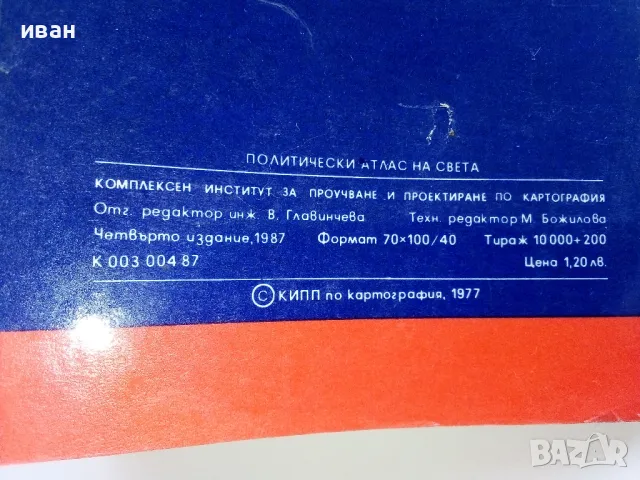 иван
ПОЛИТИЧЕСКИ АТЛАС НА СВЕТА
КОМПЛЕКСЕН ИНСТИТУТ ЗА ПРОУЧВАНЕ И ПРОЕКТИРАНЕ ПО КАРТОГРАФИЯ
Отг. редактор инж. В. Главинчева Техн. редактор М. Божилова
Четвърто издание, 1987 Формат 70×100/40 Тираж 10 000+200
К 003 004 87 Цена 1,20 лв.
© КИПП по картография, 1977
BAZAR